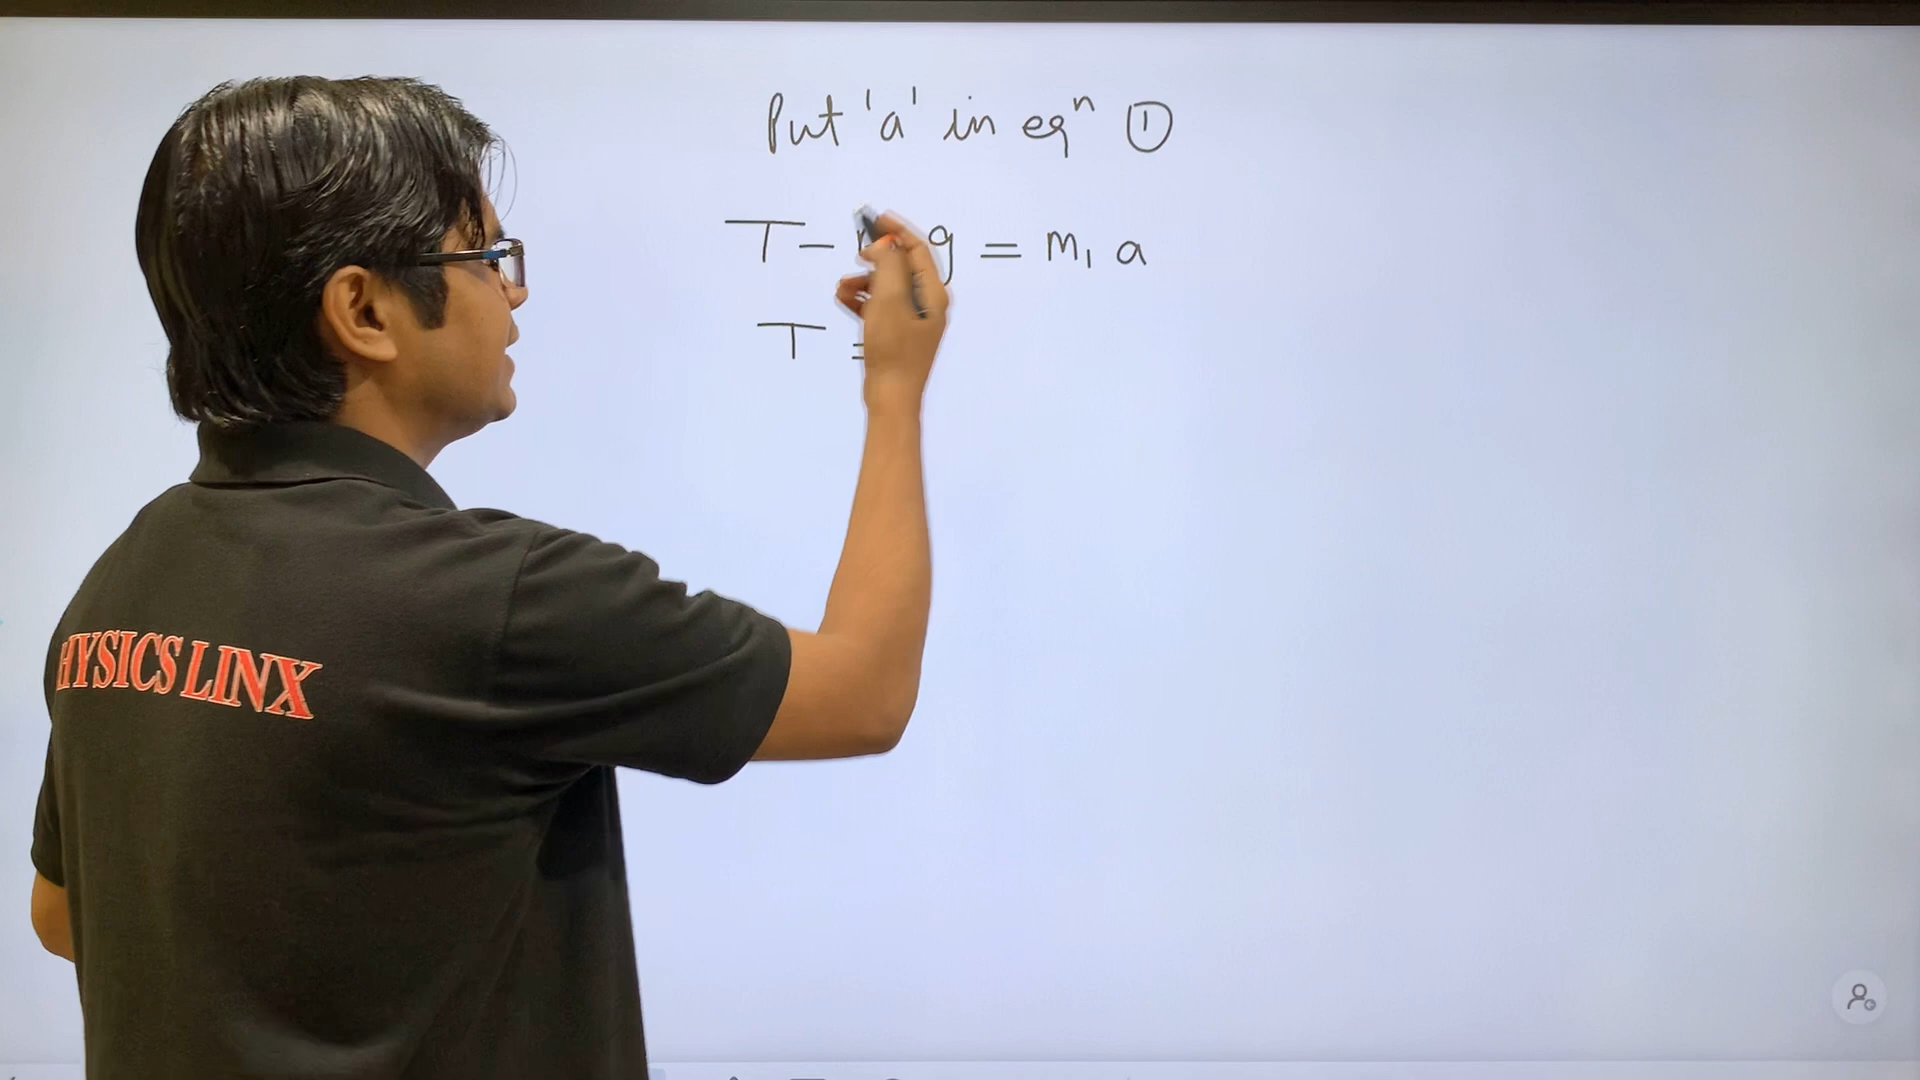 Put 'a' in eqⁿ ①
T - g = m₁ a
T =
HYSICS LINX